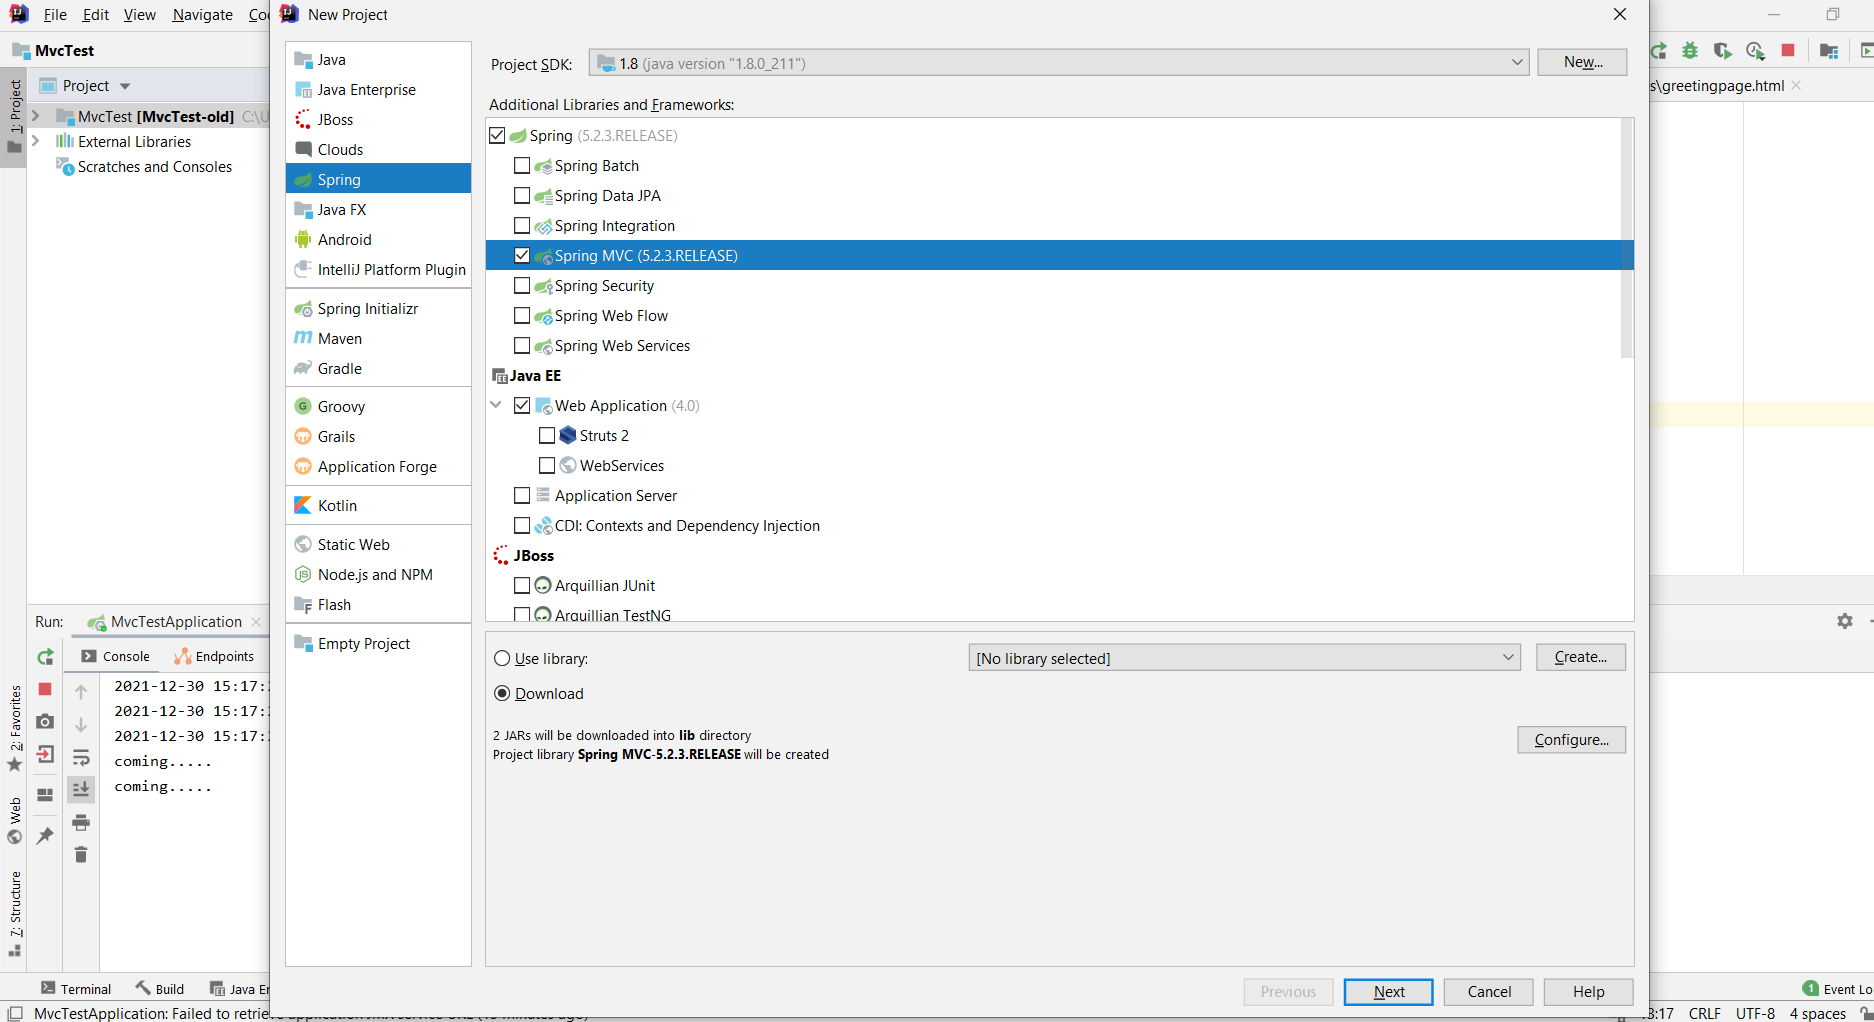 File Edit View Navigate
New Project
MvcTest
Project
1: Project
MvcTest [MvcTest-old]
External Libraries
Scratches and Consoles
Java
Java Enterprise
JBoss
Clouds
Spring
Java FX
Android
IntelliJ Platform Plugin
Spring Initializr
Maven
Gradle
Groovy
Grails
Application Forge
Kotlin
Static Web
Node.js and NPM
Flash
Empty Project
Project SDK: 1.8 (java version "1.8.0_211") New...
Additional Libraries and Frameworks:
Spring (5.2.3.RELEASE)
Spring Batch
Spring Data JPA
Spring Integration
Spring MVC (5.2.3.RELEASE)
Spring Security
Spring Web Flow
Spring Web Services
Java EE
Web Application (4.0)
Struts 2
WebServices
Application Server
CDI: Contexts and Dependency Injection
JBoss
Arquillian JUnit
Arquillian TestNG
Use library: [No library selected] Create...
Download
2 JARs will be downloaded into lib directory
Project library Spring MVC-5.2.3.RELEASE will be created
Configure...
Previous Next Cancel Help
s\greetingpage.html
Run: MvcTestApplication
Console Endpoints
2021-12-30 15:17:
2021-12-30 15:17:
2021-12-30 15:17:
coming.....
coming.....
2: Favorites
Web
7: Structure
Terminal Build Java
1 Event Lo
MvcTestApplication: Failed to retrieve
:17 CRLF UTF-8 4 spaces